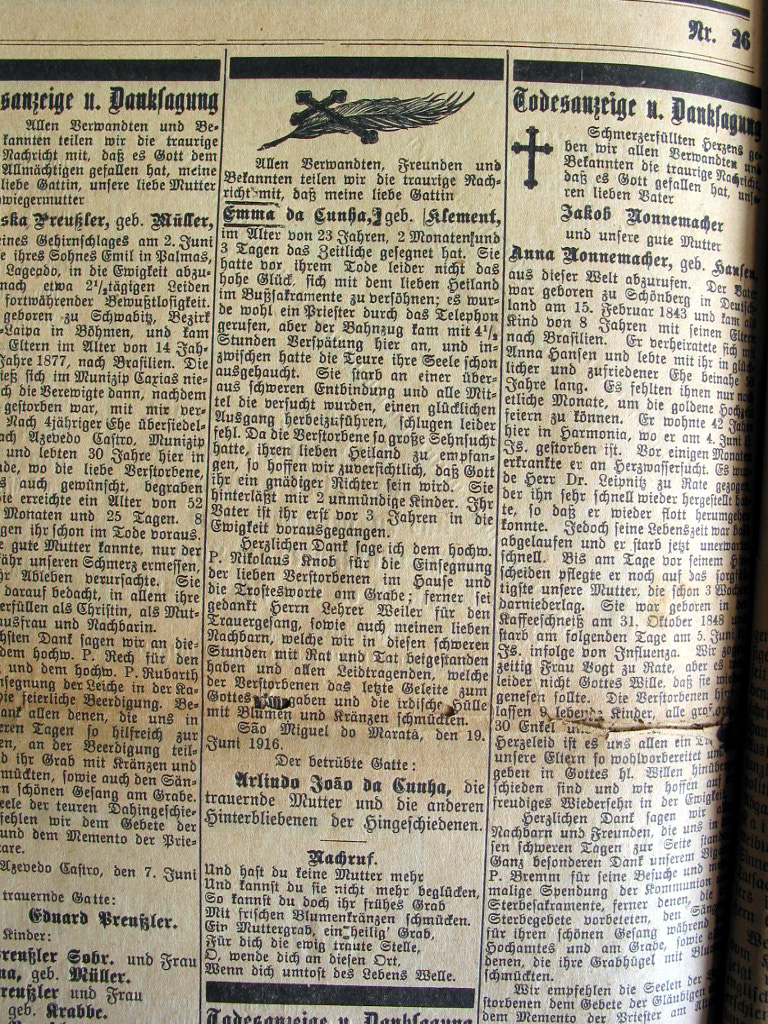 Nr. 26
sanzeige u. Danksagung
Allen Verwandten und Be-
kannten teilen wir die traurige
Nachricht mit, daß es Gott dem
Allmächtigen gefallen hat, meine
liebe Gattin, unsere liebe Mutter
wiegermutter
ska Preußler, geb. Müller,
eines Gehirnschlages am 2. Juni
ihres Sohnes Emil in Palmas,
Lageado, in die Ewigkeit abzu-
nach etwa 2½tägigen Leiden
fortwährender Bewußtlosigkeit.
geboren zu Schwabitz, Bezirk
-Laipa in Böhmen, und kam
Eltern im Alter von 14 Jah-
Jahre 1877, nach Brasilien. Die
ließ sich im Munizip Caxias nie-
ch die Verewigte dann, nachdem
gestorben war, mit mir ver-
Nach 4jähriger Ehe übersiedel-
Azevedo Castro, Munizip
und lebten 30 Jahre hier in
de, wo die liebe Verstorbene,
auch gewünscht, begraben
ie erreichte ein Alter von 52
Monaten und 25 Tagen. 8
gen ihr schon im Tode voraus.
gute Mutter kannte, nur der
ähr unseren Schmerz ermessen,
Ableben verursachte. Sie
darauf bedacht, in allem ihre
erfüllen als Christin, als Mut-
ausfrau und Nachbarin.
hsten Dank sagen wir an die-
dem hochw. P. Rech für den
und dem hochw. P. Rubarth
segnung der Leiche in der Ka-
ie feierliche Beerdigung. Be-
ank allen denen, die uns in
eren Tagen so hilfreich zur
en, an der Beerdigung teil-
ihr Grab mit Kränzen und
mückten, sowie auch den Sän-
schönen Gesang am Grabe.
eele der teuren Dahingeschie-
fehlen wir dem Gebete der
und dem Memento der Prie-
Azevedo Castro, den 7. Juni
trauernde Gatte:
Eduard Preußler.
Kinder:
reußler Sobr. und Frau
na, geb. Müller.
reußler und Frau
geb. Krabbe.
Allen Verwandten, Freunden und
Bekannten teilen wir die traurige Nach-
richt mit, daß meine liebe Gattin
Emma da Cunha, geb. Klement,
im Alter von 23 Jahren, 2 Monaten und
3 Tagen das Zeitliche gesegnet hat. Sie
hatte vor ihrem Tode leider nicht das
hohe Glück, sich mit dem lieben Heiland
im Bußsakramente zu versöhnen; es wur-
de wohl ein Priester durch das Telephon
gerufen, aber der Bahnzug kam mit 4½
Stunden Verspätung hier an, und in-
zwischen hatte die Teure ihre Seele schon
ausgehaucht. Sie starb an einer über-
aus schweren Entbindung und alle Mit-
tel die versucht wurden, einen glücklichen
Ausgang herbeizuführen, schlugen leider
fehl. Da die Verstorbene so große Sehnsucht
hatte, ihren lieben Heiland zu empfan-
gen, so hoffen wir zuversichtlich, daß Gott
ihr ein gnädiger Richter sein wird. Sie
hinterläßt mir 2 unmündige Kinder. Ihr
Vater ist ihr erst vor 3 Jahren in die
Ewigkeit vorausgegangen.
Herzlichen Dank sage ich dem hochw.
P. Nikolaus Knob für die Einsegnung
der lieben Verstorbenen im Hause und
die Trostesworte am Grabe; ferner sei
gedankt Herrn Lehrer Weiler für den
Trauergesang, sowie auch meinen lieben
Nachbarn, welche wir in diesen schweren
Stunden mit Rat und Tat beigestanden
haben und allen Leidtragenden, welche
der Verstorbenen das letzte Geleite zum
Gottes gaben und die irdische Hülle
mit Blumen und Kränzen schmücken.
São Miguel do Maratá, den 19.
Juni 1916.
Der betrübte Gatte:
Arlindo João da Cunha, die
trauernde Mutter und die anderen
Hinterbliebenen der Hingeschiedenen.
Nachruf.
Und hast du keine Mutter mehr
Und kannst du sie nicht mehr beglücken,
So kannst du doch ihr frühes Grab
Mit frischen Blumenkränzen schmücken.
Ein Muttergrab, ein heilig' Grab,
Für dich die ewig traute Stelle,
O, wende dich an diesen Ort,
Wenn dich umtost des Lebens Welle.
Todesanzeige u. Danksagung
Todesanzeige u. Danksagung
Schmerzerfüllten Herzens ge-
ben wir allen Verwandten und
Bekannten die traurige Nachricht,
daß es Gott gefallen hat, unse-
ren lieben Vater
Jakob Nonnemacher
und unsere gute Mutter
Anna Nonnemacher, geb. Hansen,
aus dieser Welt abzurufen. Der Vater
war geboren zu Schönberg in Deutsch-
land am 15. Februar 1843 und kam als
Kind von 8 Jahren mit seinen Eltern
nach Brasilien. Er verheiratete sich mit
Anna Hansen und lebte mit ihr in glück-
licher und zufriedener Ehe beinahe 50
Jahre lang. Es fehlten ihnen nur noch
etliche Monate, um die goldene Hochzeit
feiern zu können. Er wohnte 42 Jahre
hier in Harmonia, wo er am 4. Juni
Js. gestorben ist. Vor einigen Monaten
erkrankte er an Herzwassersucht. Es wur-
de Herr Dr. Leipnitz zu Rate gezogen,
der ihn sehr schnell wieder hergestellt hat-
te, so daß er wieder flott herumgehen
konnte. Jedoch seine Lebenszeit war bald
abgelaufen und er starb jetzt unerwartet
schnell. Bis am Tage vor seinem Hin-
scheiden pflegte er noch auf das sorgfäl-
tigste unsere Mutter, die schon 3 Wochen
darniederlag. Sie war geboren in der
Kaffeeschneiß am 31. Oktober 1848 und
starb am folgenden Tage am 5. Juni
Js. infolge von Influenza. Wir zogen
zeitig Frau Vogt zu Rate, aber es war
leider nicht Gottes Wille, daß sie wieder
genesen sollte. Die Verstorbenen hinter-
lassen 9 lebende Kinder, alle groß,
30 Enkel
Herzeleid ist es uns allen ein
unsere Eltern so wohlvorbereitet und
geben in Gottes hl. Willen hinüberge-
schieden sind und wir hoffen auf
freudiges Wiedersehn in der Ewigkeit.
Herzlichen Dank sagen wir
Nachbarn und Freunden, die uns in
sen schweren Tagen zur Seite standen.
Ganz besonderen Dank unserem
P. Bremm für seine Besuche und
malige Spendung der Kommunion
Sterbesakramente, ferner denen, die
Sterbegebete vorbeteten, den Sängern
für ihren schönen Gesang während
Hochamtes und am Grabe, sowie
denen, die ihre Grabhügel mit Blumen
schmückten.
Wir empfehlen die Seelen der
storbenen dem Gebete der Gläubigen
dem Memento der Priester am